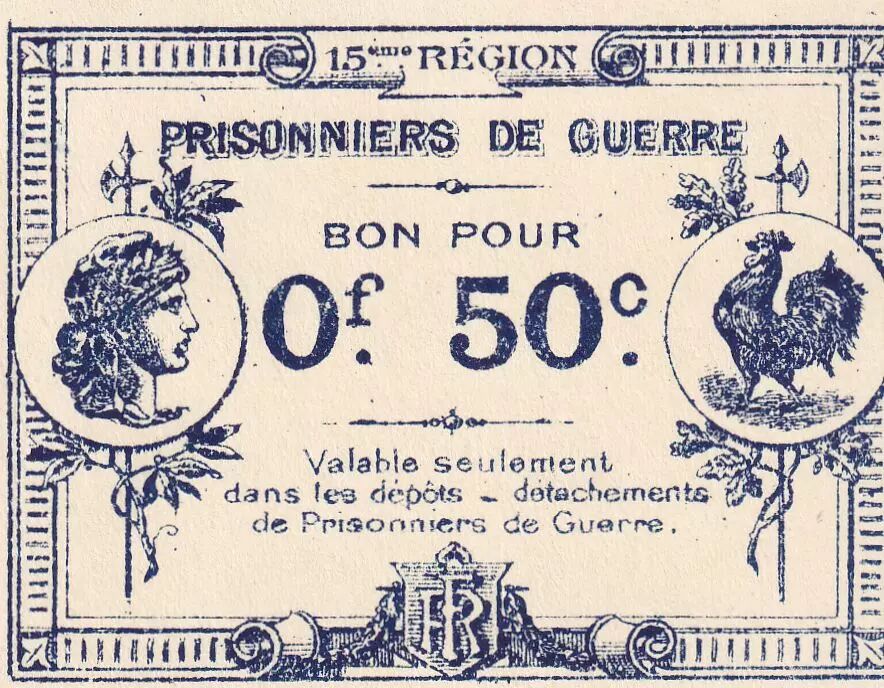 15ème RÉGION
PRISONNIERS DE GUERRE
BON POUR
0f. 50c.
Valable seulement
dans les dépôts - détachements
de Prisonniers de Guerre.
RF